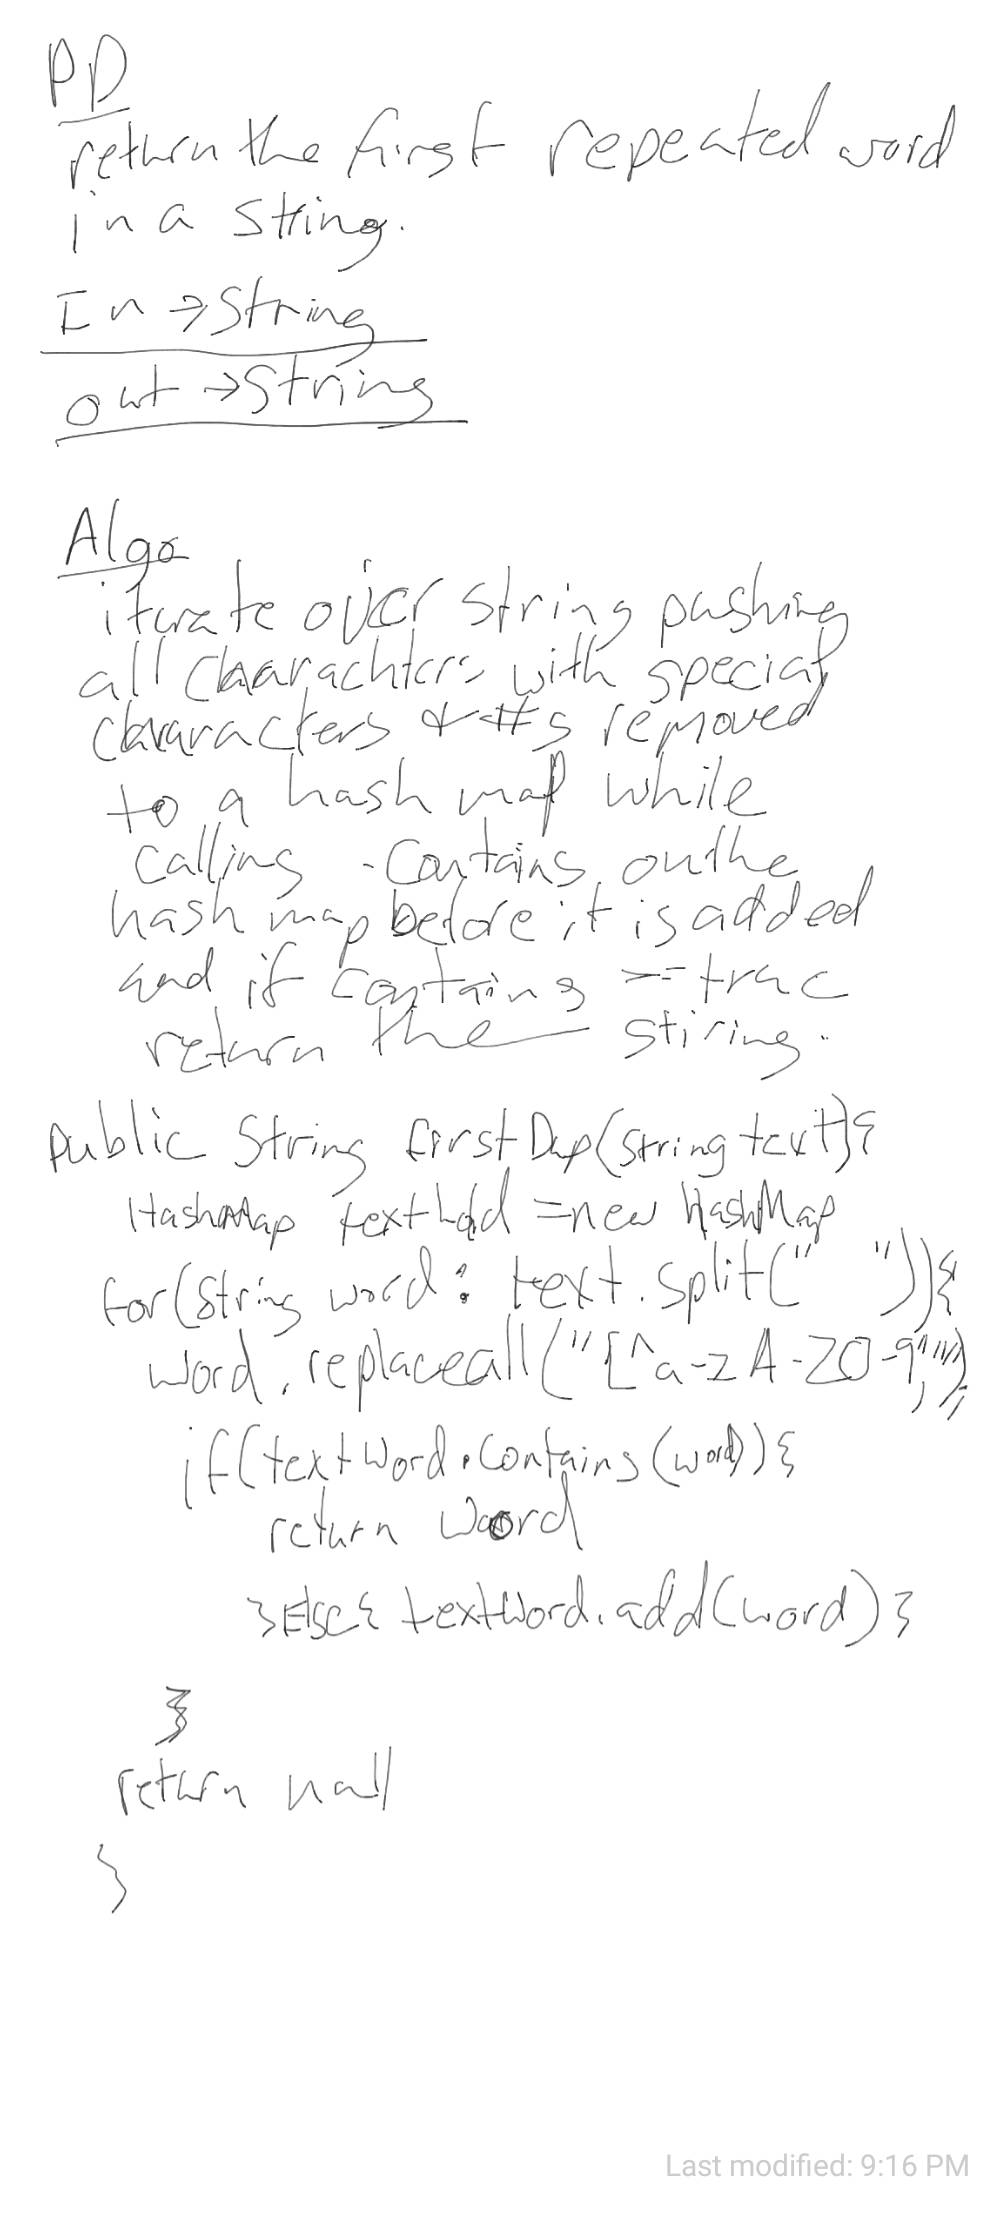 PD
return the first repeated word
in a string.
In → String
out → String
Algo
iterate over string pushing
all charachters with special
characters & #s removed
to a hash map while
calling .contains on the
hash map before it is added
and if contains == true
return the stiring.
public String firstDup(String text){
HashMap text = new HashMap
for(String word : text.split(" ")){
word.replaceall("[^a-zA-Z0-9","");
if(textWord.contains(word)){
return word
}Else{ textWord.add(word)}
}
return null
}
Last modified: 9:16 PM